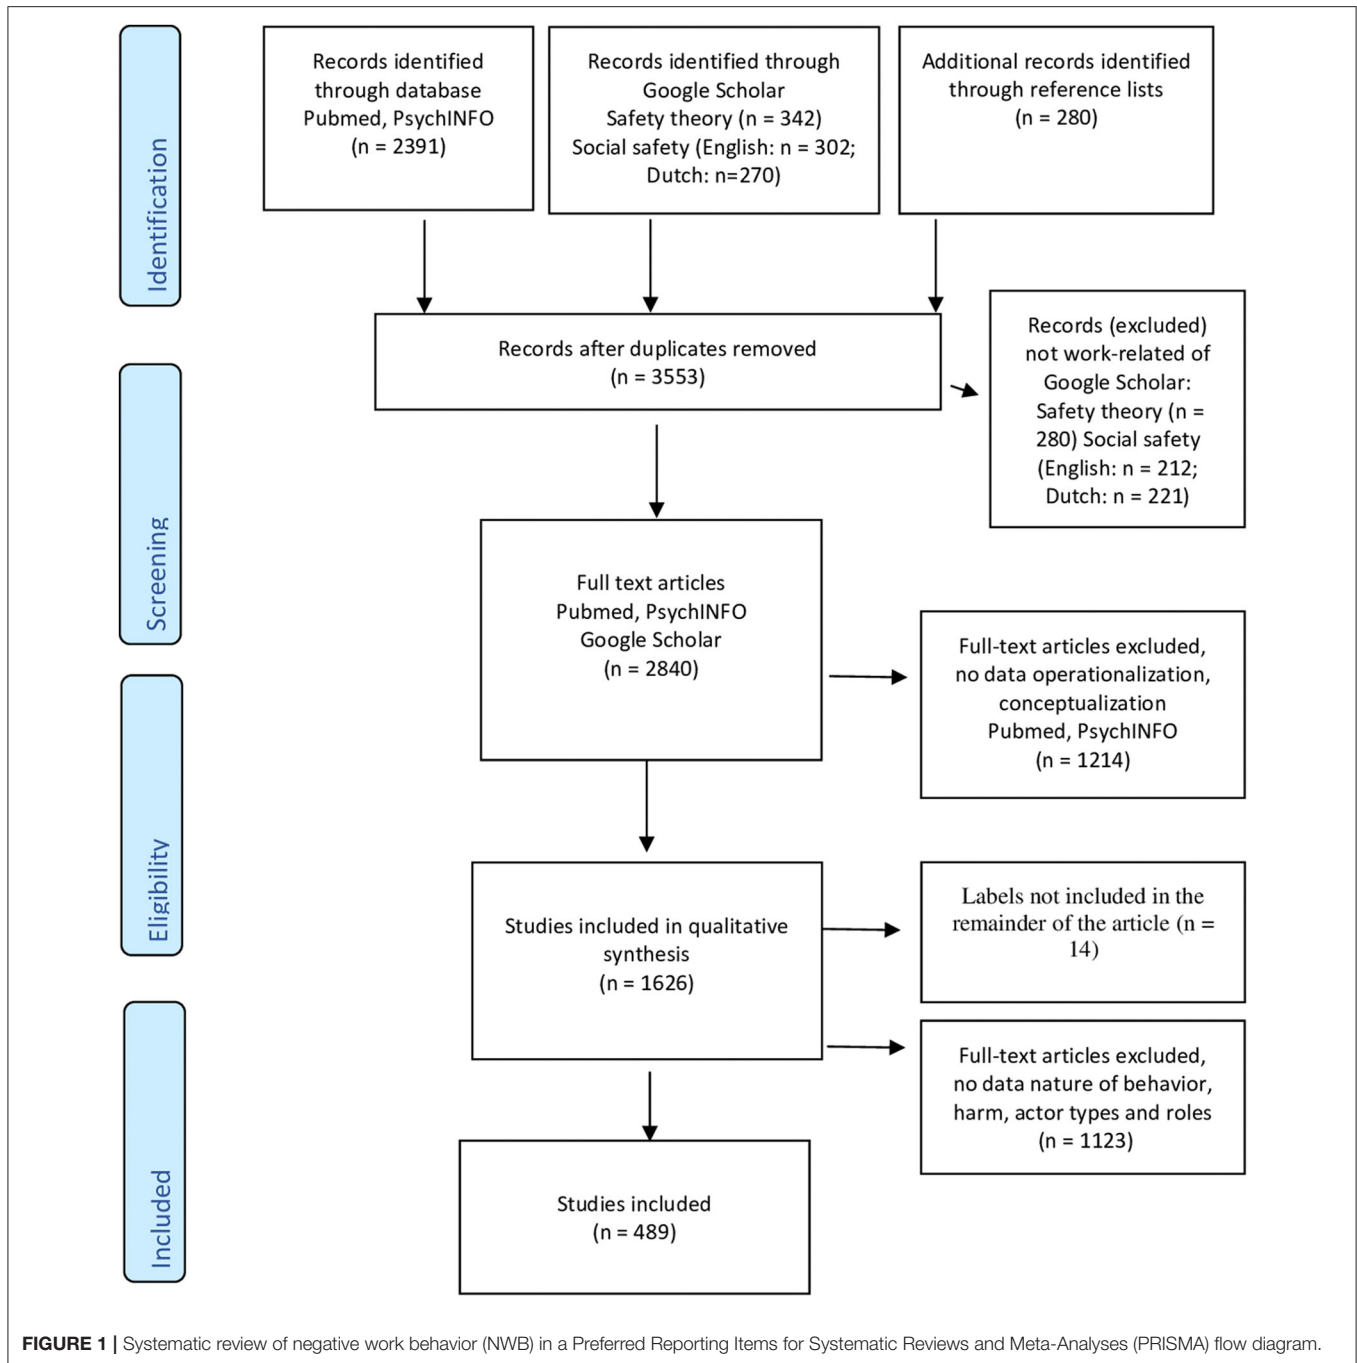 Identification
Records identified
through database
Pubmed, PsychINFO
(n = 2391)
Records identified through
Google Scholar
Safety theory (n = 342)
Social safety (English: n = 302;
Dutch: n=270)
Additional records identified
through reference lists
(n = 280)
Records after duplicates removed
(n = 3553)
Records (excluded)
not work-related of
Google Scholar:
Safety theory (n =
280) Social safety
(English: n = 212;
Dutch: n = 221)
Screening
Full text articles
Pubmed, PsychINFO
Google Scholar
(n = 2840)
Full-text articles excluded,
no data operationalization,
conceptualization
Pubmed, PsychINFO
(n = 1214)
Eligibility
Studies included in qualitative
synthesis
(n = 1626)
Labels not included in the
remainder of the article (n =
14)
Full-text articles excluded,
no data nature of behavior,
harm, actor types and roles
(n = 1123)
Included
Studies included
(n = 489)
FIGURE 1 | Systematic review of negative work behavior (NWB) in a Preferred Reporting Items for Systematic Reviews and Meta-Analyses (PRISMA) flow diagram.